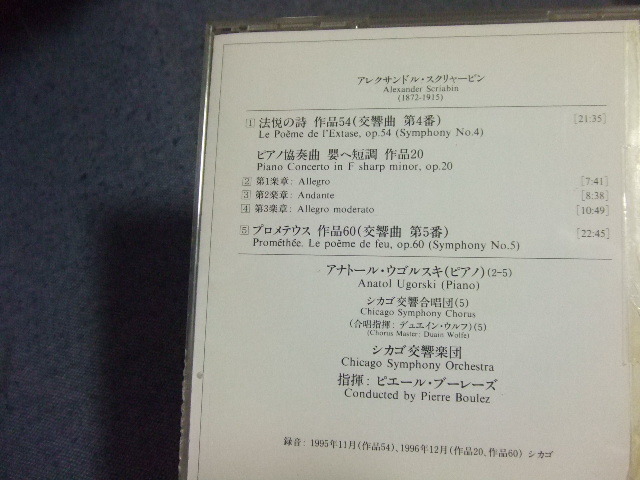 アレクサンドル・スクリャービン
Alexander Scriabin
(1872-1915)
1 法悦の詩 作品54(交響曲 第4番) [21:35]
Le Poême de l'Extase, op.54 (Symphony No.4)
ピアノ協奏曲 嬰ヘ短調 作品20
Piano Concerto in F sharp minor, op.20
2 第1楽章: Allegro [7:41]
3 第2楽章: Andante [8:38]
4 第3楽章: Allegro moderato [10:49]
5 プロメテウス 作品60(交響曲 第5番) [22:45]
Prométhée. Le poême de feu, op.60 (Symphony No.5)
アナトール・ウゴルスキ(ピアノ)(2-5)
Anatol Ugorski (Piano)
シカゴ交響合唱団(5)
Chicago Symphony Chorus
(合唱指揮: デュエイン・ウルフ)(5)
(Chorus Master: Duain Wolfe)
シカゴ交響楽団
Chicago Symphony Orchestra
指揮: ピエール・ブーレーズ
Conducted by Pierre Boulez
録音: 1995年11月(作品54)、1996年12月(作品20、作品60) シカゴ